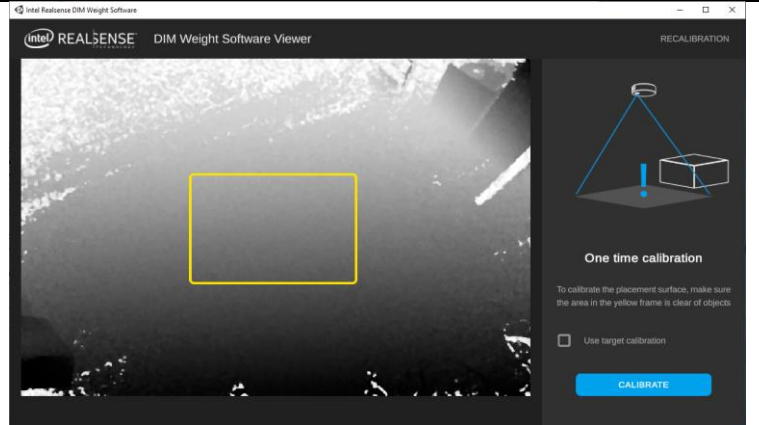 Intel Realsense DIM Weight Software
intel REALSENSE DIM Weight Software Viewer RECALIBRATION
TECHNOLOGY
One time calibration
To calibrate the placement surface, make sure
the area in the yellow frame is clear of objects
Use target calibration
CALIBRATE